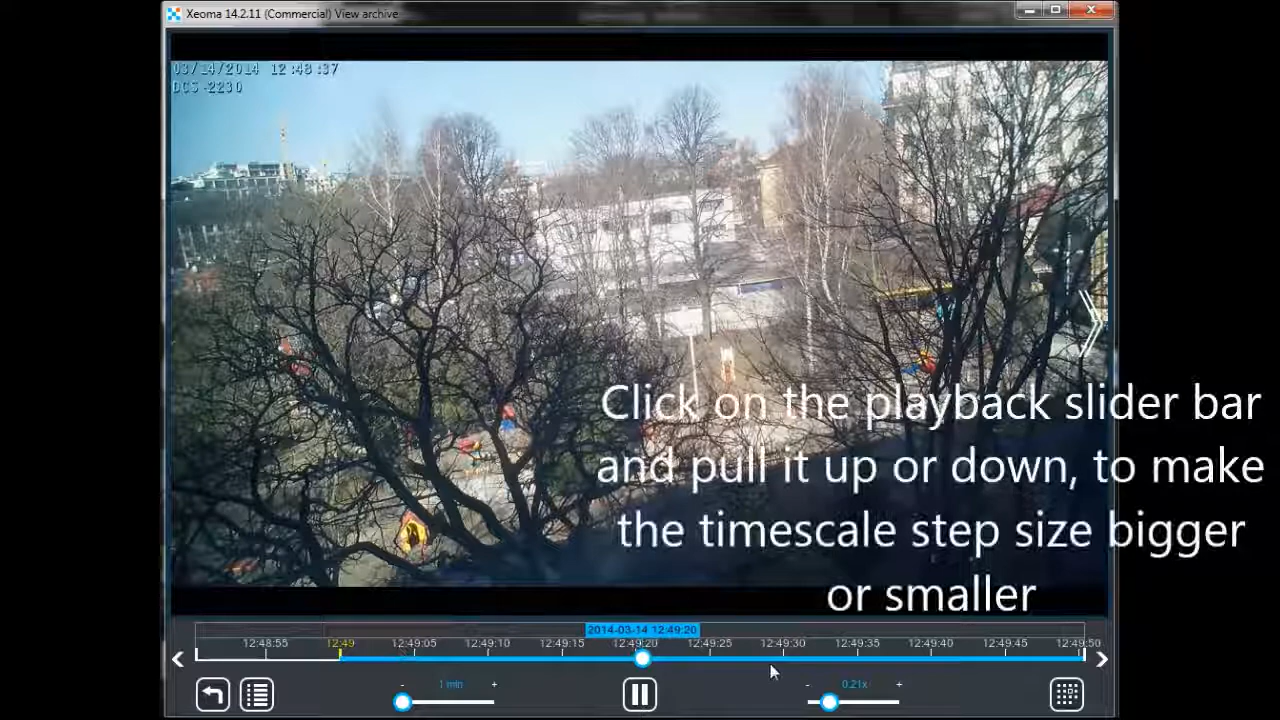 Xeoma 14.2.11 (Commercial) View archive
03/14/2014 12:48:37
DCS-2230
Click on the playback slider bar
and pull it up or down, to make
the timescale step size bigger
or smaller
2014-03-14 12:49:20
12:48:55 12:49 12:49:05 12:49:10 12:49:15 12:49:20 12:49:25 12:49:30 12:49:35 12:49:40 12:49:45 12:49:50
- 1 min + - 0.21x +